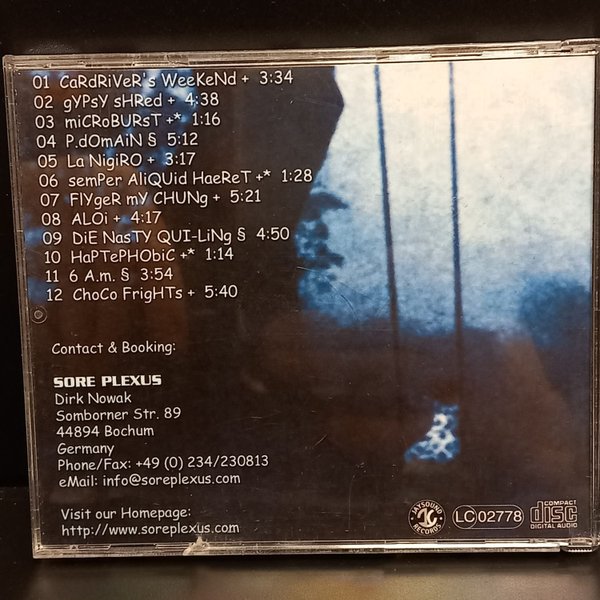 01 CaRdRiVeR's WeeKeNd + 3:34
02 gYPsY sHRed + 4:38
03 miCRoBURsT +* 1:16
04 P.dOmAiN § 5:12
05 La NigiRO + 3:17
06 semPer AliQUid HaeReT +* 1:28
07 FlYgeR mY CHUNg + 5:21
08 ALOi + 4:17
09 DiE NasTY QUI-LiNg § 4:50
10 HaPTePHObiC +* 1:14
11 6 A.m. § 3:54
12 ChoCo FrigHTs + 5:40
Contact & Booking:
SORE PLEXUS
Dirk Nowak
Somborner Str. 89
44894 Bochum
Germany
Phone/Fax: +49 (0) 234/230813
eMail: info@soreplexus.com
Visit our Homepage:
http://www.soreplexus.com
JAYSOUND RECORDS
LC 02778
COMPACT
disc
DIGITAL AUDIO